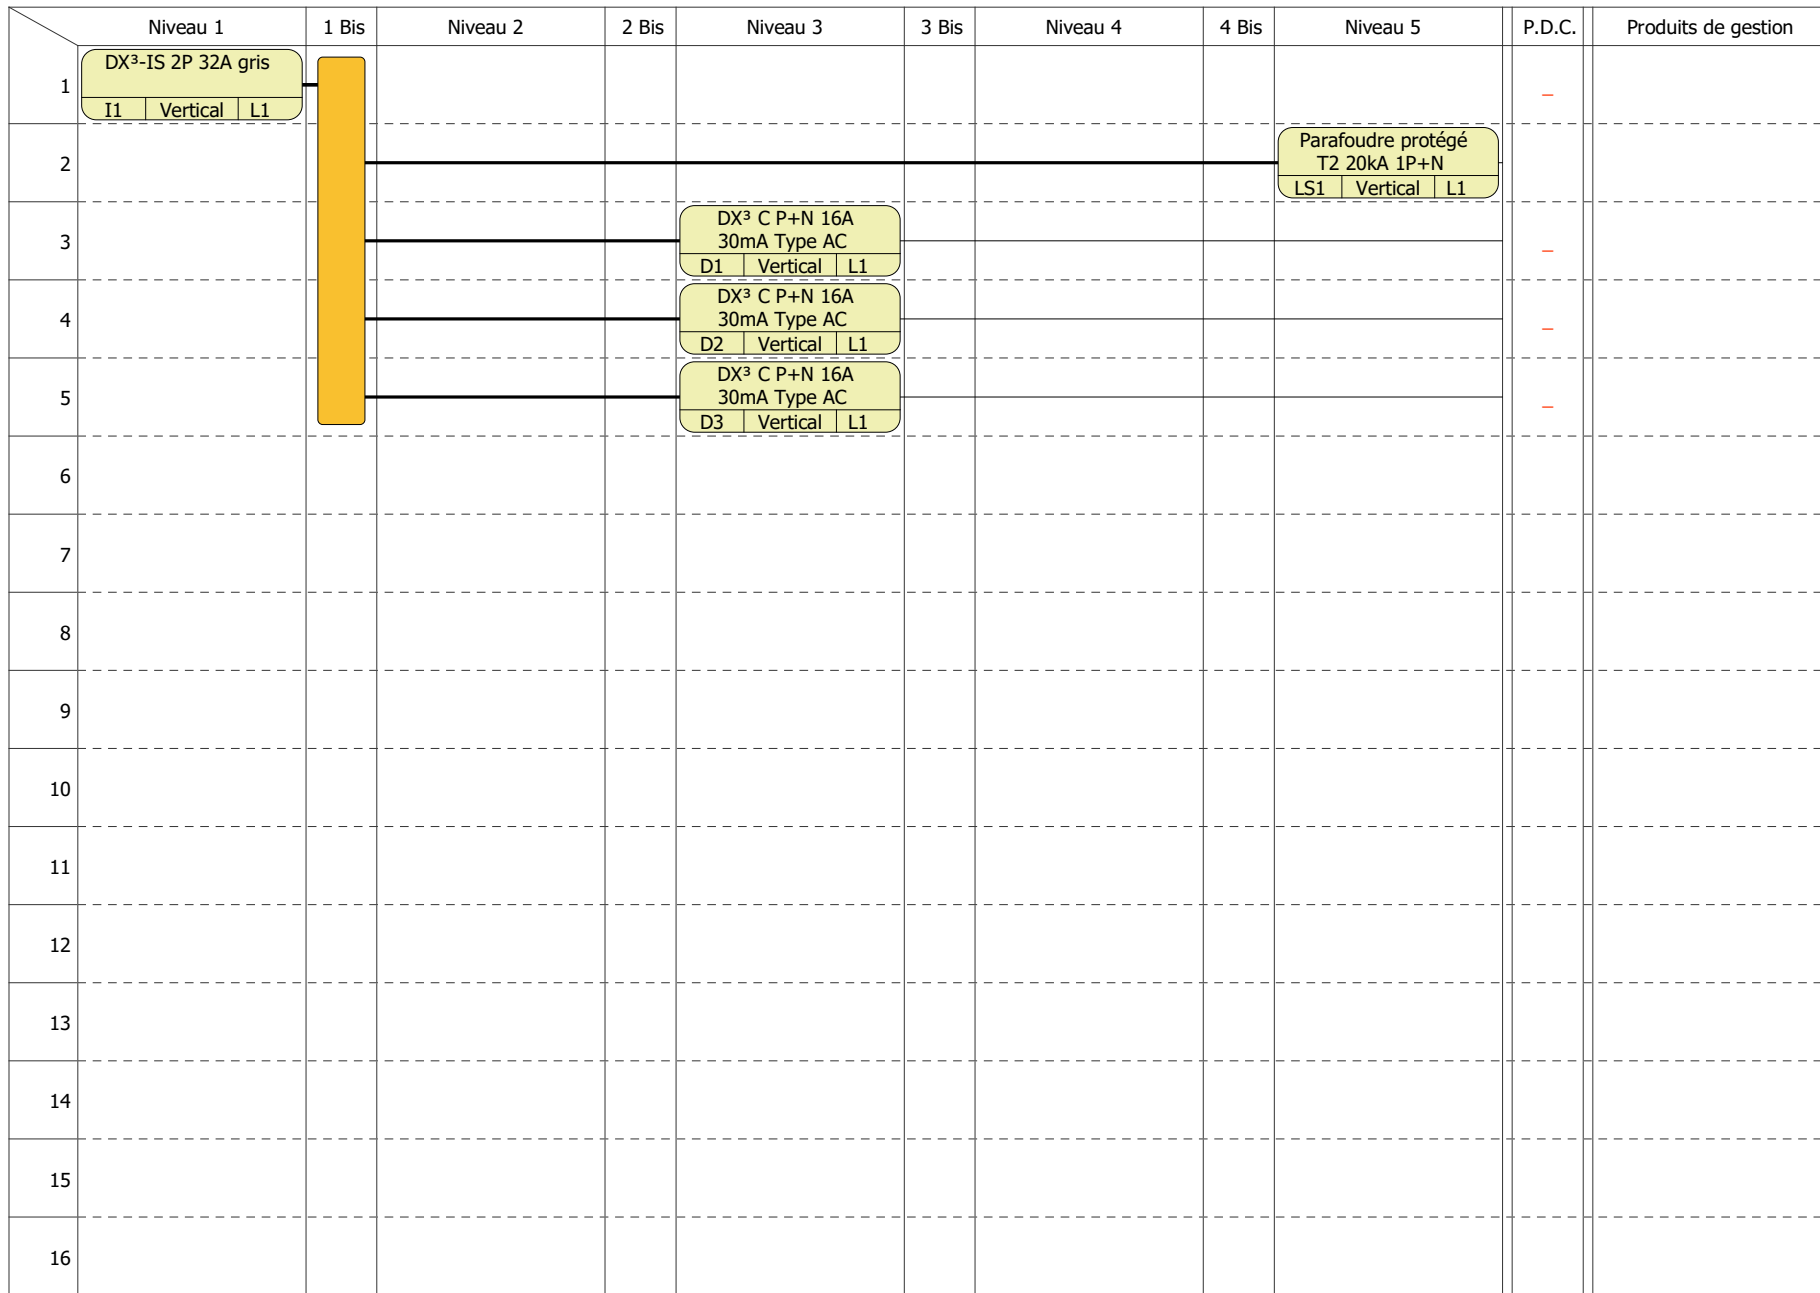 Niveau 1 1 Bis Niveau 2 2 Bis Niveau 3 3 Bis Niveau 4 4 Bis Niveau 5 P.D.C. Produits de gestion
1
DX³-IS 2P 32A gris
I1 Vertical L1
–
2
Parafoudre protégé
T2 20kA 1P+N
LS1 Vertical L1
3
DX³ C P+N 16A
30mA Type AC
D1 Vertical L1
–
4
DX³ C P+N 16A
30mA Type AC
D2 Vertical L1
–
5
DX³ C P+N 16A
30mA Type AC
D3 Vertical L1
–
6
7
8
9
10
11
12
13
14
15
16